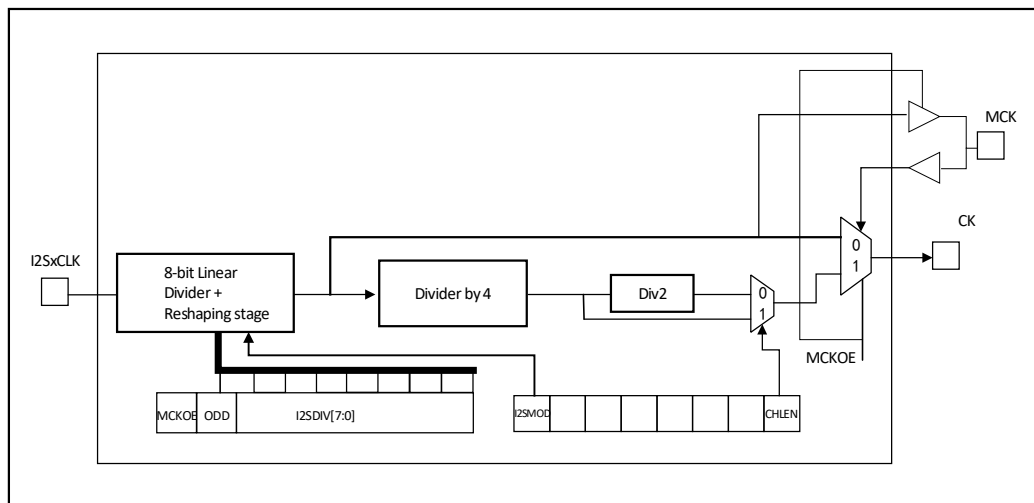 MCK
CK
I2SxCLK
8-bit Linear
Divider +
Reshaping stage
Divider by 4
Div2
0
1
0
1
MCKOE
MCKOE
ODD
I2SDIV[7:0]
I2SMOD
CHLEN